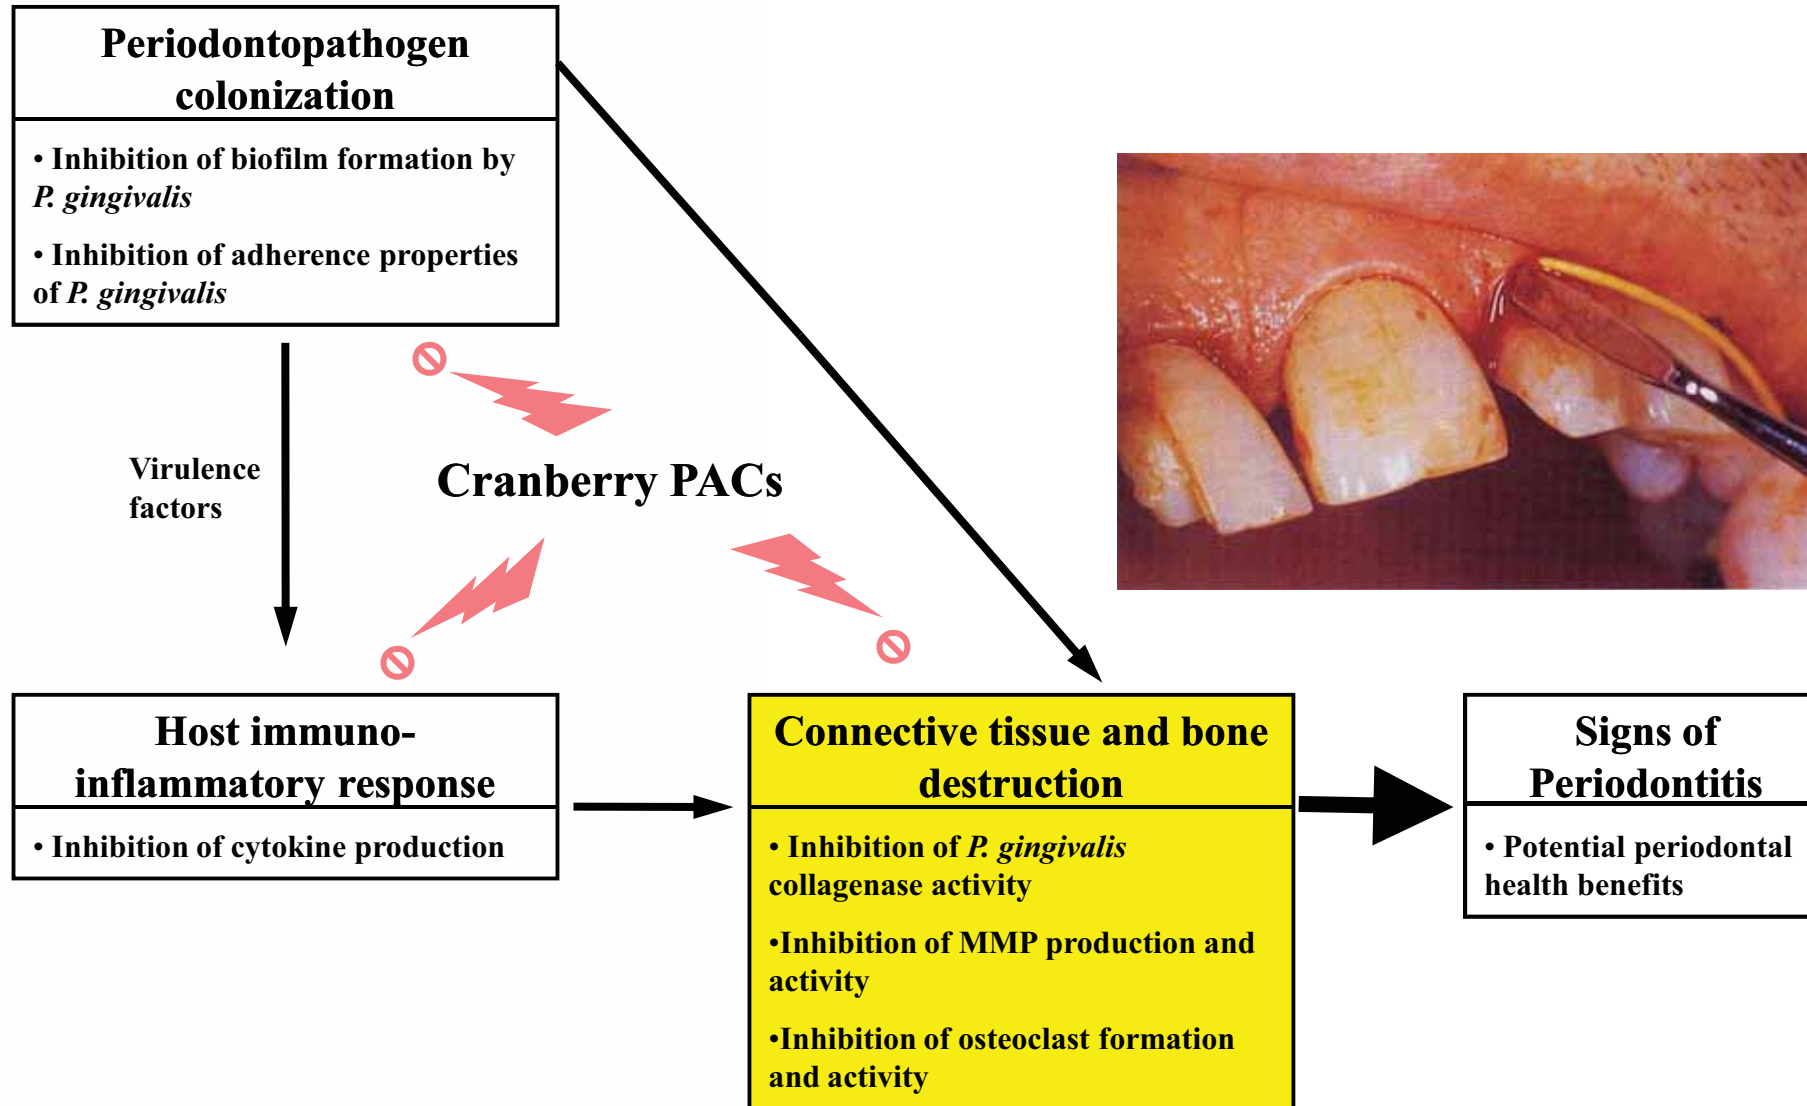 Periodontopathogen
colonization
• Inhibition of biofilm formation by
P. gingivalis
• Inhibition of adherence properties
of P. gingivalis
Virulence
factors
Cranberry PACs
Host immuno-
inflammatory response
• Inhibition of cytokine production
Connective tissue and bone
destruction
• Inhibition of P. gingivalis
collagenase activity
•Inhibition of MMP production and
activity
•Inhibition of osteoclast formation
and activity
Signs of
Periodontitis
• Potential periodontal
health benefits